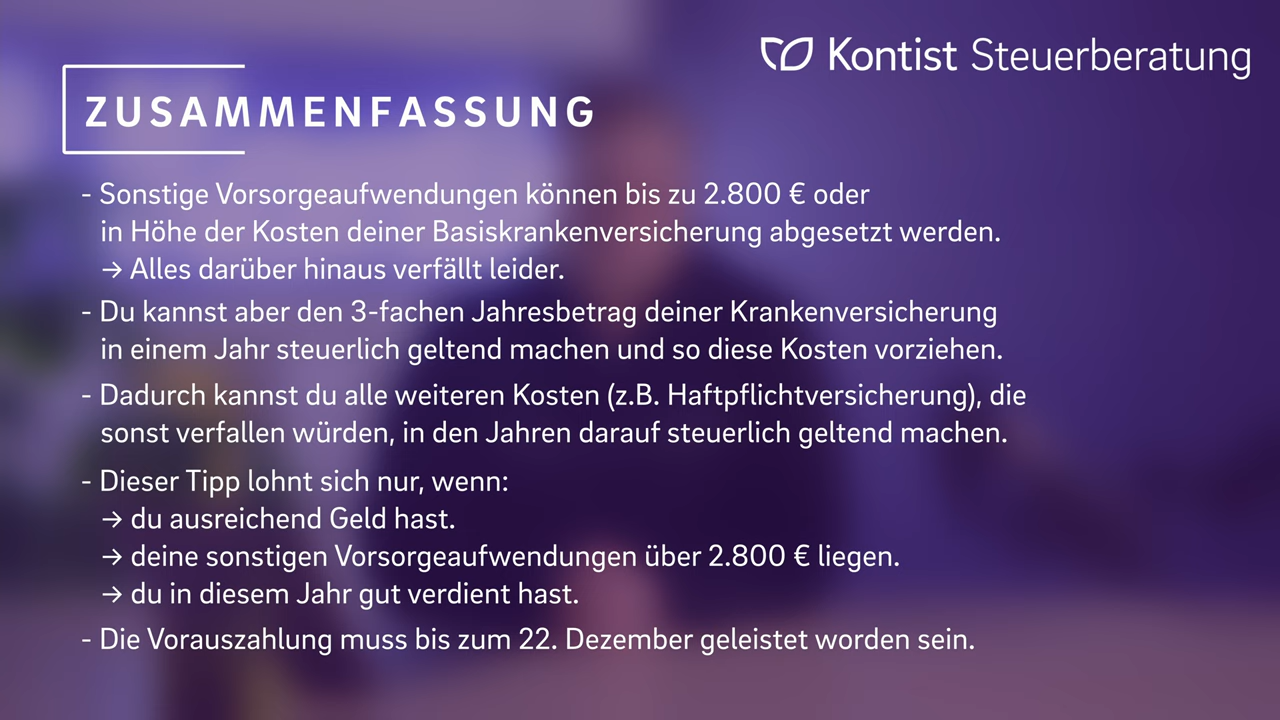 Kontist Steuerberatung
ZUSAMMENFASSUNG
- Sonstige Vorsorgeaufwendungen können bis zu 2.800 € oder
in Höhe der Kosten deiner Basiskrankenversicherung abgesetzt werden.
→ Alles darüber hinaus verfällt leider.
- Du kannst aber den 3-fachen Jahresbetrag deiner Krankenversicherung
in einem Jahr steuerlich geltend machen und so diese Kosten vorziehen.
- Dadurch kannst du alle weiteren Kosten (z.B. Haftpflichtversicherung), die
sonst verfallen würden, in den Jahren darauf steuerlich geltend machen.
- Dieser Tipp lohnt sich nur, wenn:
→ du ausreichend Geld hast.
→ deine sonstigen Vorsorgeaufwendungen über 2.800 € liegen.
→ du in diesem Jahr gut verdient hast.
- Die Vorauszahlung muss bis zum 22. Dezember geleistet worden sein.